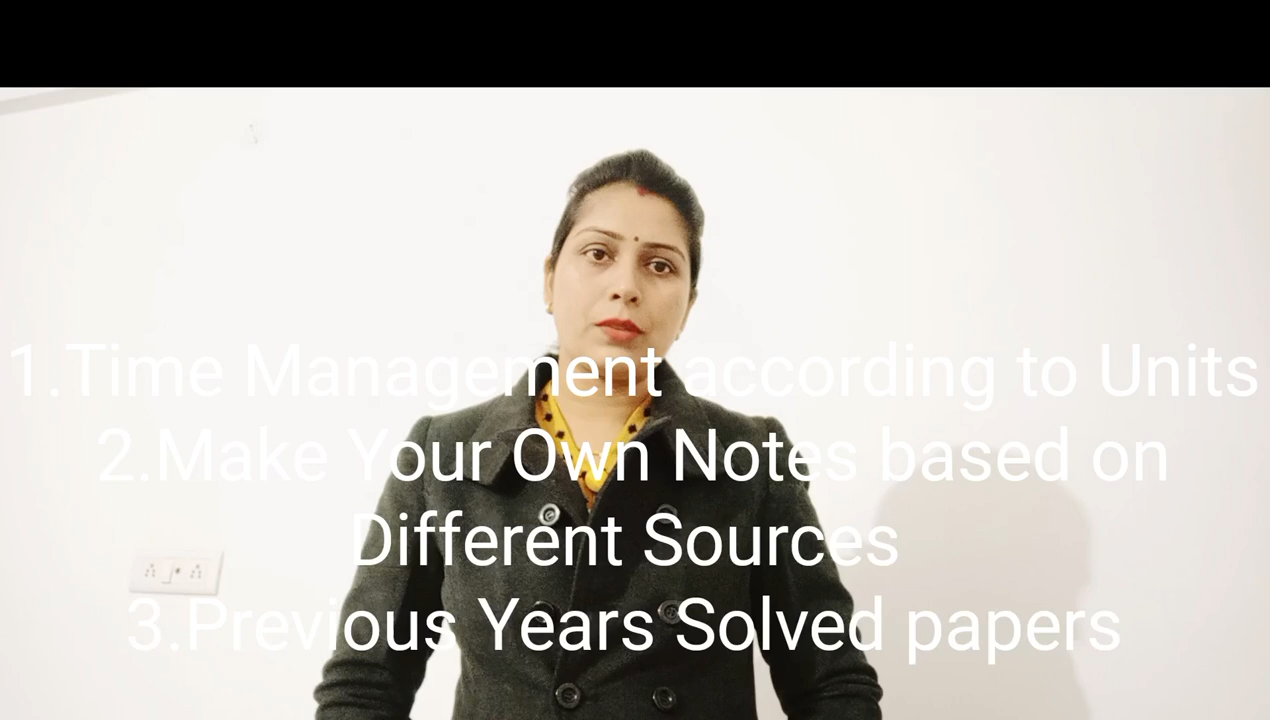 1.Time Management according to Units
2.Make Your Own Notes based on
Different Sources
3.Previous Years Solved papers